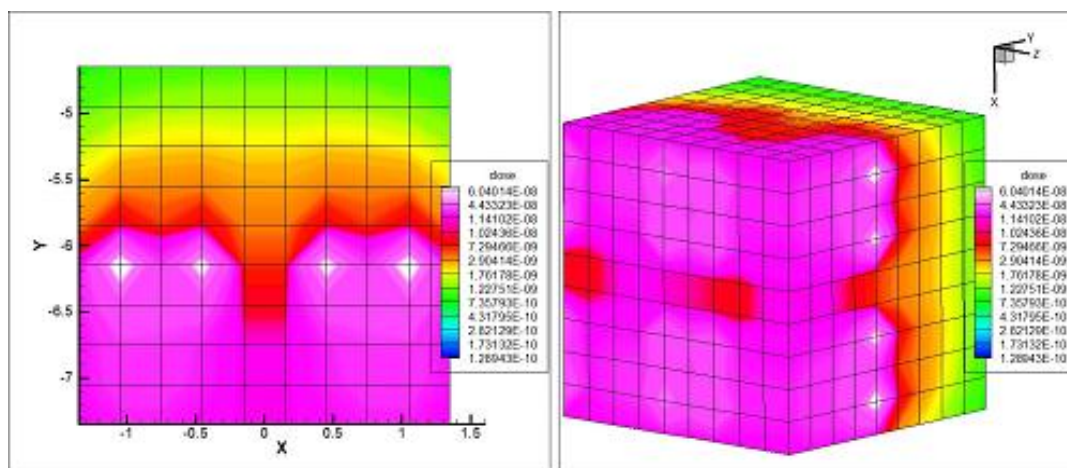 -5
-5.5
-6
-6.5
-7
Y
-1
-0.5
0
0.5
1
1.5
X
dose
6.04014E-08
4.43323E-08
1.14102E-08
1.02436E-08
7.29466E-09
2.90414E-09
1.76178E-09
1.22751E-09
7.35793E-10
4.31795E-10
2.82129E-10
1.73132E-10
1.28943E-10
Y
Z
X
dose
6.04014E-08
4.43323E-08
1.14102E-08
1.02436E-08
7.29466E-09
2.90414E-09
1.76178E-09
1.22751E-09
7.35793E-10
4.31795E-10
2.82129E-10
1.73132E-10
1.28943E-10